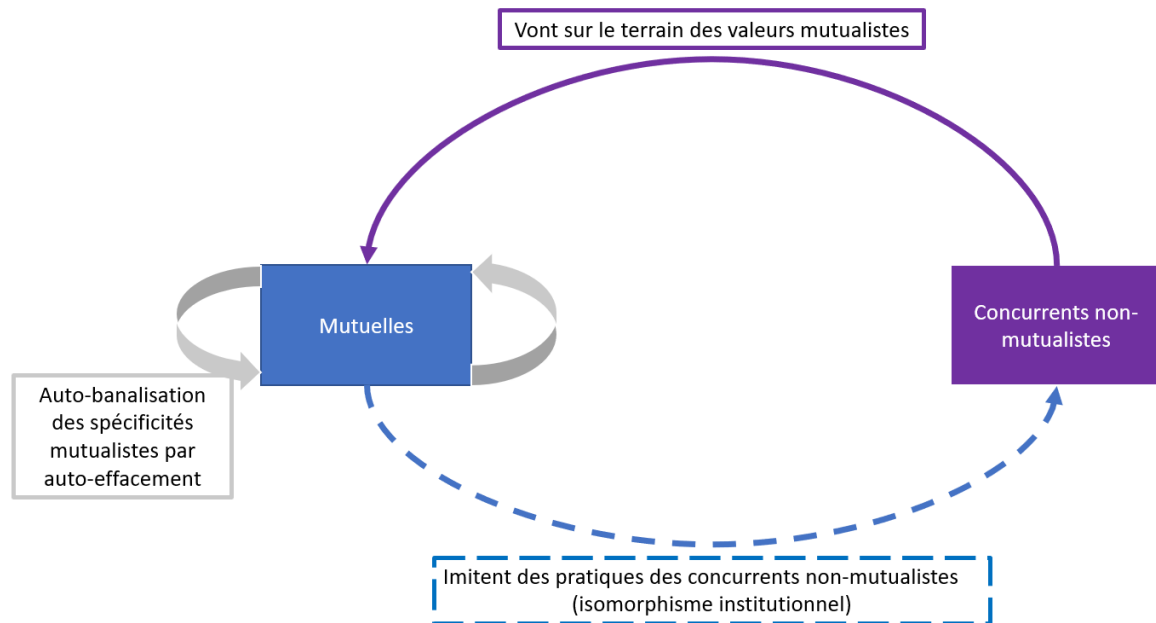 Vont sur le terrain des valeurs mutualistes
Mutuelles
Concurrents non-
mutualistes
Auto-banalisation
des spécificités
mutualistes par
auto-effacement
Imitent des pratiques des concurrents non-mutualistes
(isomorphisme institutionnel)